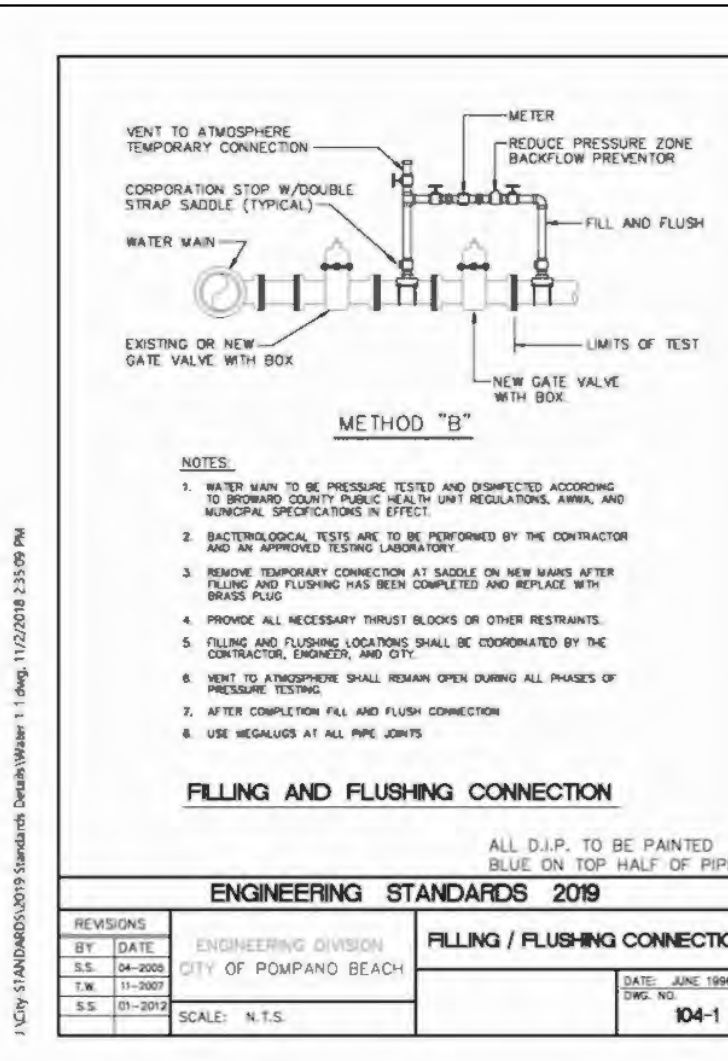 METER
VENT TO ATMOSPHERE
TEMPORARY CONNECTION
REDUCE PRESSURE ZONE
BACKFLOW PREVENTOR
CORPORATION STOP W/DOUBLE
STRAP SADDLE (TYPICAL)
FILL AND FLUSH
WATER MAIN
EXISTING OR NEW
GATE VALVE WITH BOX
LIMITS OF TEST
NEW GATE VALVE
WITH BOX.
METHOD "B"
NOTES:
1. WATER MAIN TO BE PRESSURE TESTED AND DISINFECTED ACCORDING
TO BROWARD COUNTY PUBLIC HEALTH UNIT REGULATIONS, AWWA, AND
MUNICIPAL SPECIFICATIONS IN EFFECT.
2. BACTERIOLOGICAL TESTS ARE TO BE PERFORMED BY THE CONTRACTOR
AND AN APPROVED TESTING LABORATORY.
3. REMOVE TEMPORARY CONNECTION AT SADDLE ON NEW MAINS AFTER
FILLING AND FLUSHING HAS BEEN COMPLETED AND REPLACE WITH
BRASS PLUG
4. PROVIDE ALL NECESSARY THRUST BLOCKS OR OTHER RESTRAINTS.
5. FILLING AND FLUSHING LOCATIONS SHALL BE COORDINATED BY THE
CONTRACTOR, ENGINEER, AND CITY.
6. VENT TO ATMOSPHERE SHALL REMAIN OPEN DURING ALL PHASES OF
PRESSURE TESTING.
7. AFTER COMPLETION FILL AND FLUSH CONNECTION
8. USE MEGALUGS AT ALL PIPE JOINTS
FILLING AND FLUSHING CONNECTION
ALL D.I.P. TO BE PAINTED
BLUE ON TOP HALF OF PIP
ENGINEERING STANDARDS 2019
REVISIONS
BY DATE
S.S. 04-2005
T.W. 11-2007
S.S. 01-2012
ENGINEERING DIVISION
CITY OF POMPANO BEACH
SCALE: N.T.S.
FILLING / FLUSHING CONNECTIO
DATE: JUNE 199
DWG. NO.
104-1
J:\City STANDARDS\2019 Standards Details\Water 1-1.dwg, 11/2/2018 2:35:09 PM